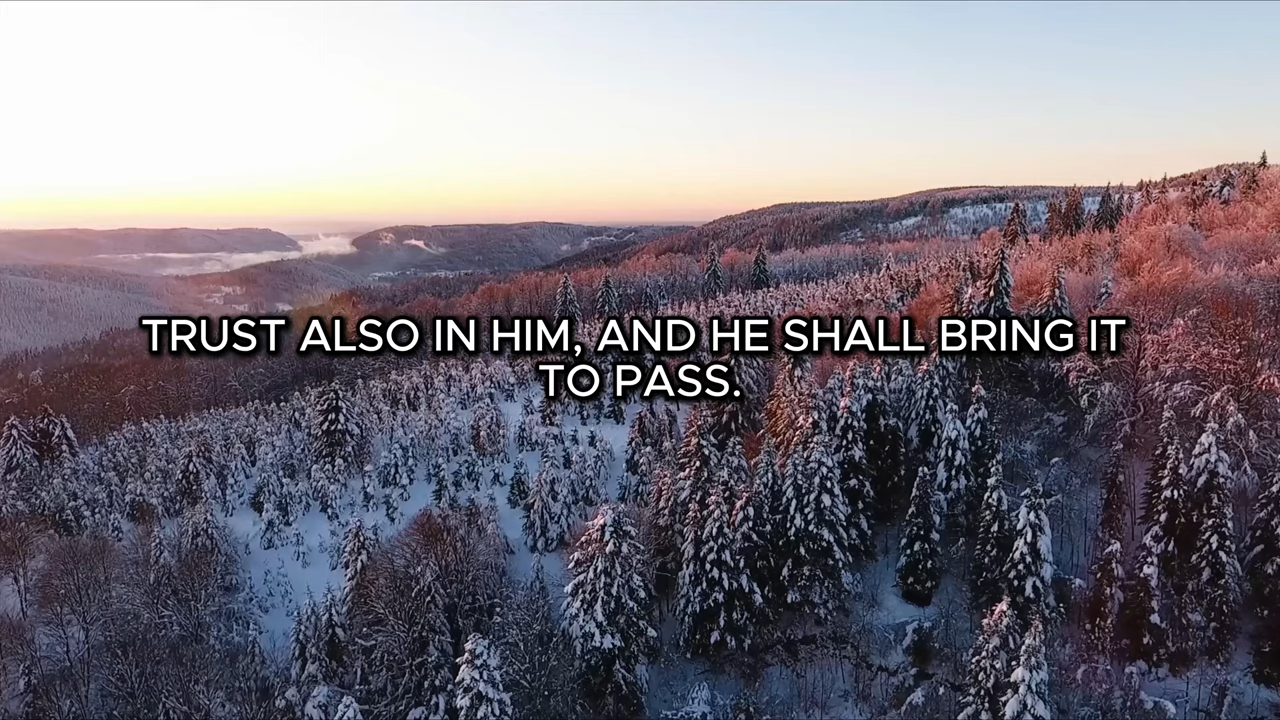 TRUST ALSO IN HIM, AND HE SHALL BRING IT
TO PASS.